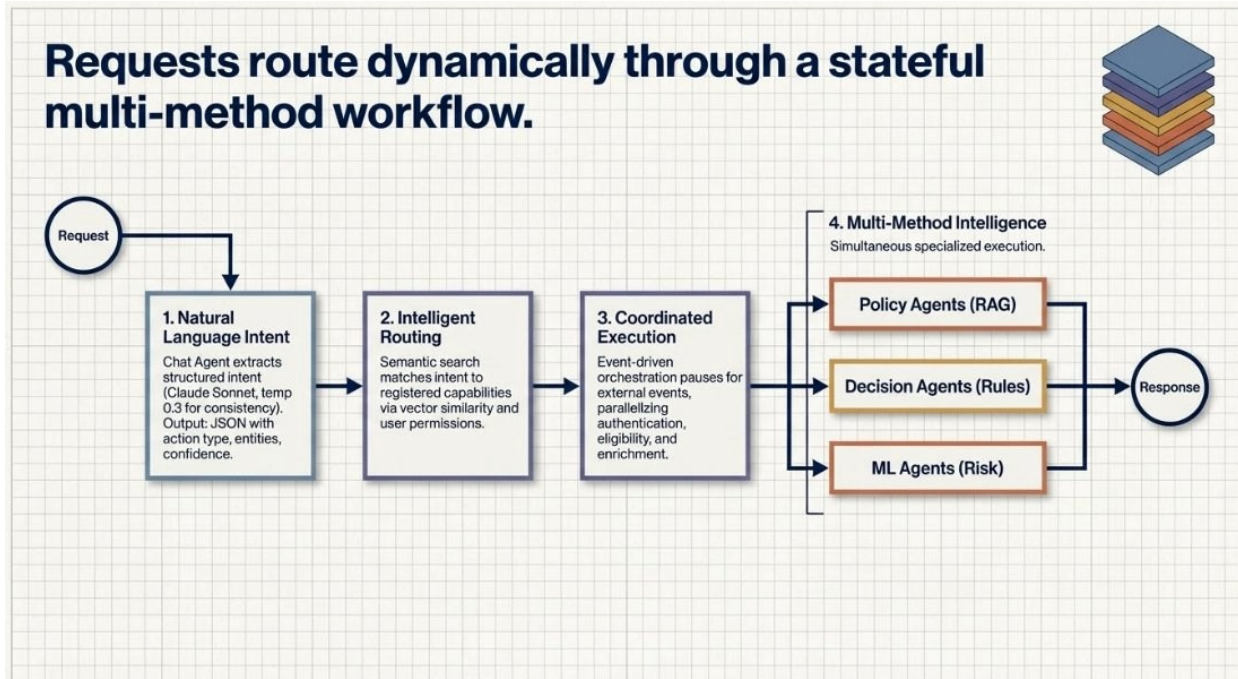 Requests route dynamically through a stateful
multi-method workflow.
Request
1. Natural
Language Intent
Chat Agent extracts
structured intent
(Claude Sonnet, temp
0.3 for consistency).
Output: JSON with
action type, entities,
confidence.
2. Intelligent
Routing
Semantic search
matches intent to
registered capabilities
via vector similarity and
user permissions.
3. Coordinated
Execution
Event-driven
orchestration pauses for
external events,
parallelizing
authentication,
eligibility, and
enrichment.
4. Multi-Method Intelligence
Simultaneous specialized execution.
Policy Agents (RAG)
Decision Agents (Rules)
ML Agents (Risk)
Response